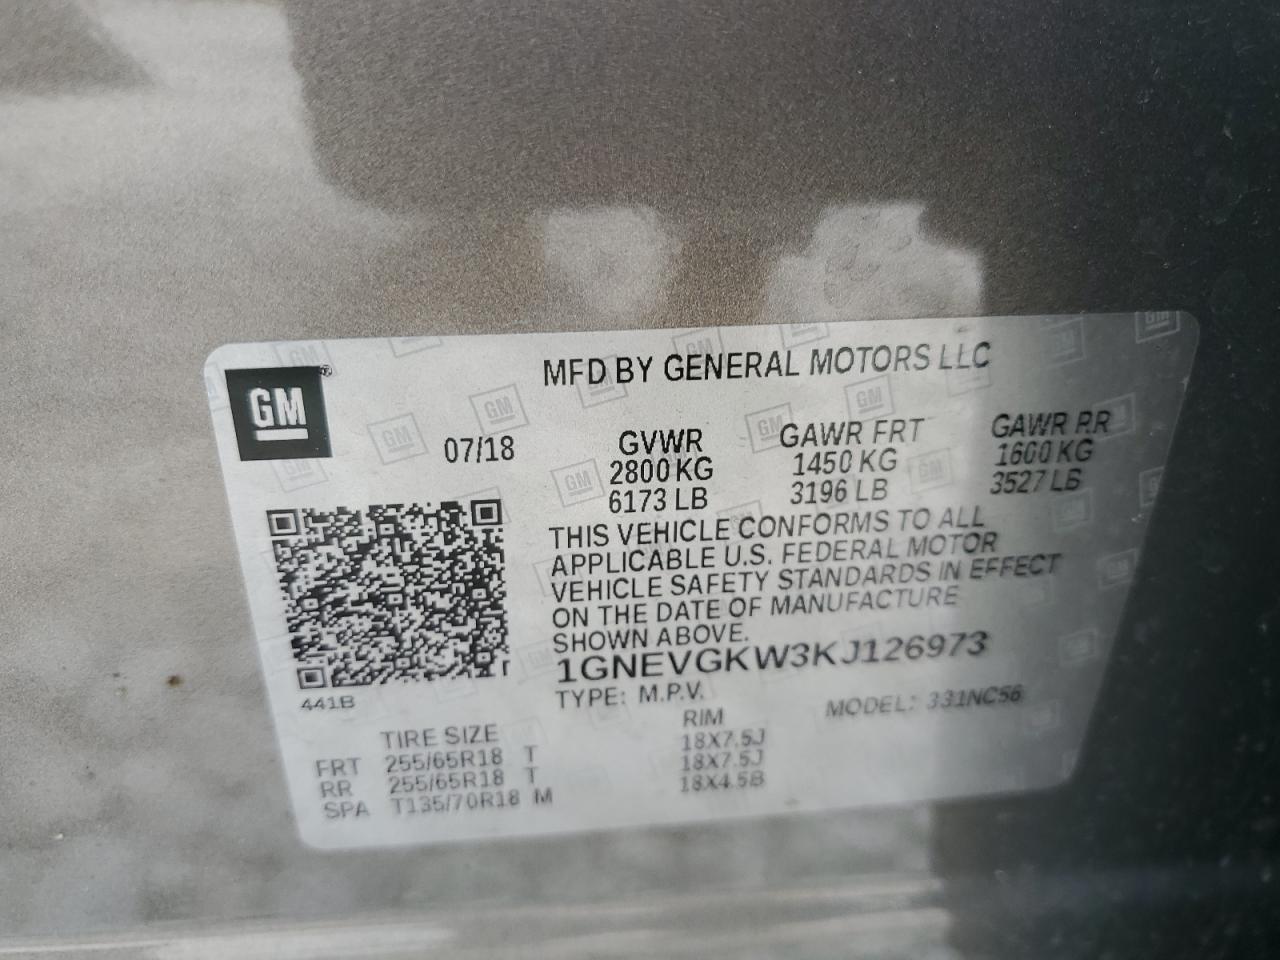 MFD BY GENERAL MOTORS LLC
GM ®
07/18
GVWR GAWR FRT GAWR RR
2800 KG 1450 KG 1600 KG
6173 LB 3196 LB 3527 LB
THIS VEHICLE CONFORMS TO ALL
APPLICABLE U.S. FEDERAL MOTOR
VEHICLE SAFETY STANDARDS IN EFFECT
ON THE DATE OF MANUFACTURE
SHOWN ABOVE.
1GNEVGKW3KJ126973
441B
TYPE: M.P.V. MODEL: 331NC56
TIRE SIZE RIM
FRT 255/65R18 T 18X7.5J
RR 255/65R18 T 18X7.5J
SPA T135/70R18 M 18X4.5B